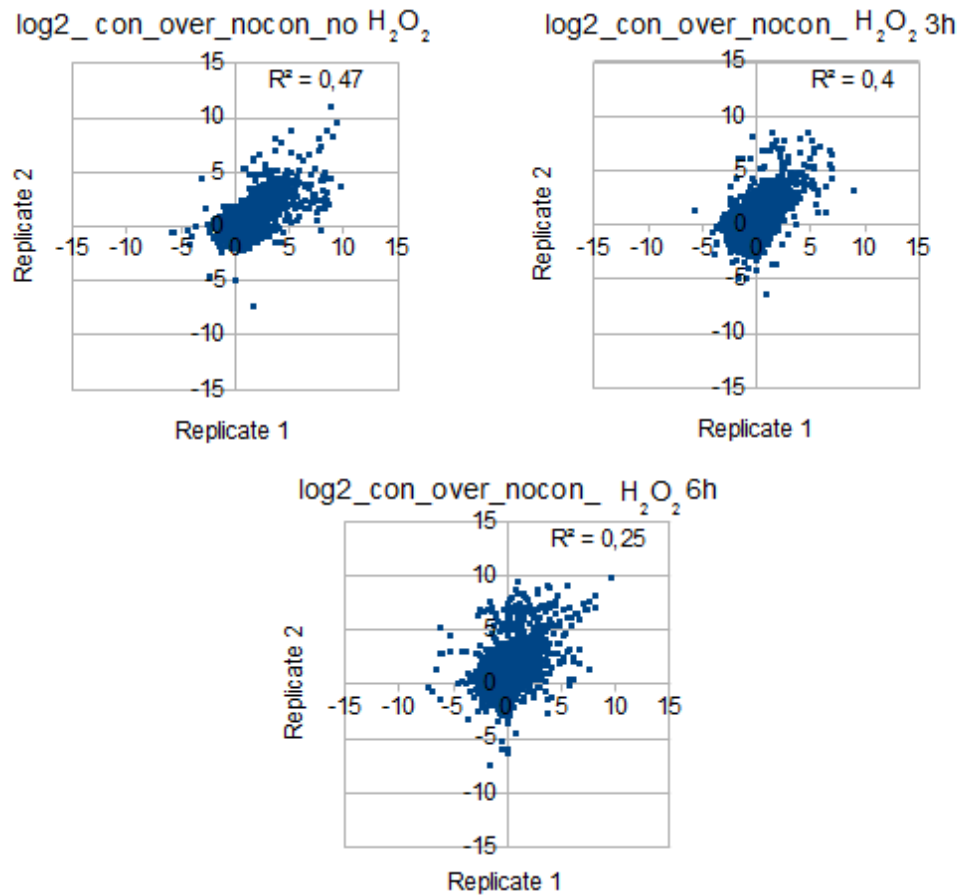 log2_ con_over_nocon_no H₂O₂
15
R² = 0,47
10
5
0
-15 -10 -5 0 5 10 15
-5
-10
-15
Replicate 2
Replicate 1
log2_con_over_nocon_ H₂O₂ 3h
15
R² = 0,4
10
5
0
-15 -10 -5 0 5 10 15
-5
-10
-15
Replicate 2
Replicate 1
log2_con_over_nocon_ H₂O₂ 6h
15
R² = 0,25
10
5
0
-15 -10 -5 0 5 10 15
-5
-10
-15
Replicate 2
Replicate 1